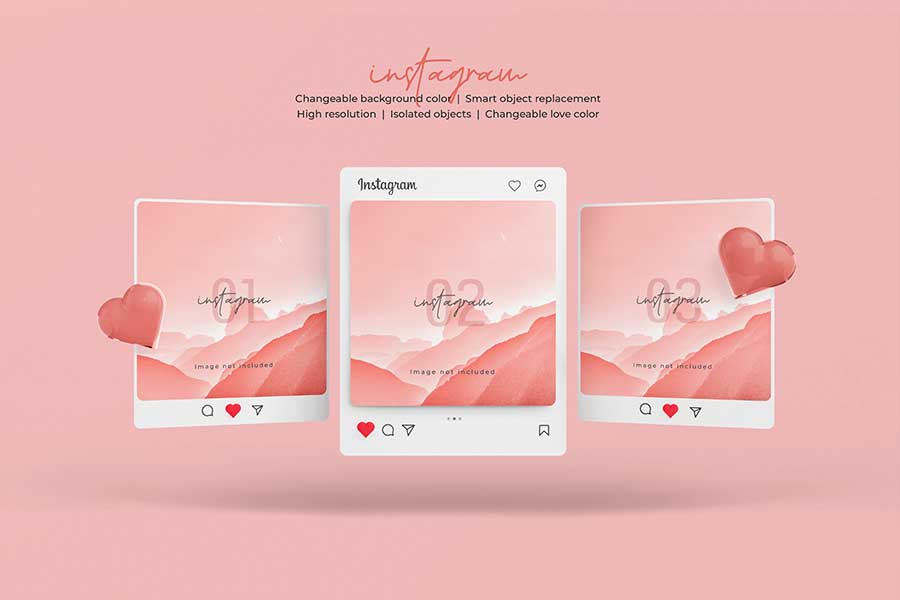 instagram
Changeable background color | Smart object replacement
High resolution | Isolated objects | Changeable love color
Instagram
01
instagram
Image not included
02
instagram
Image not included
03
instagram
Image not included